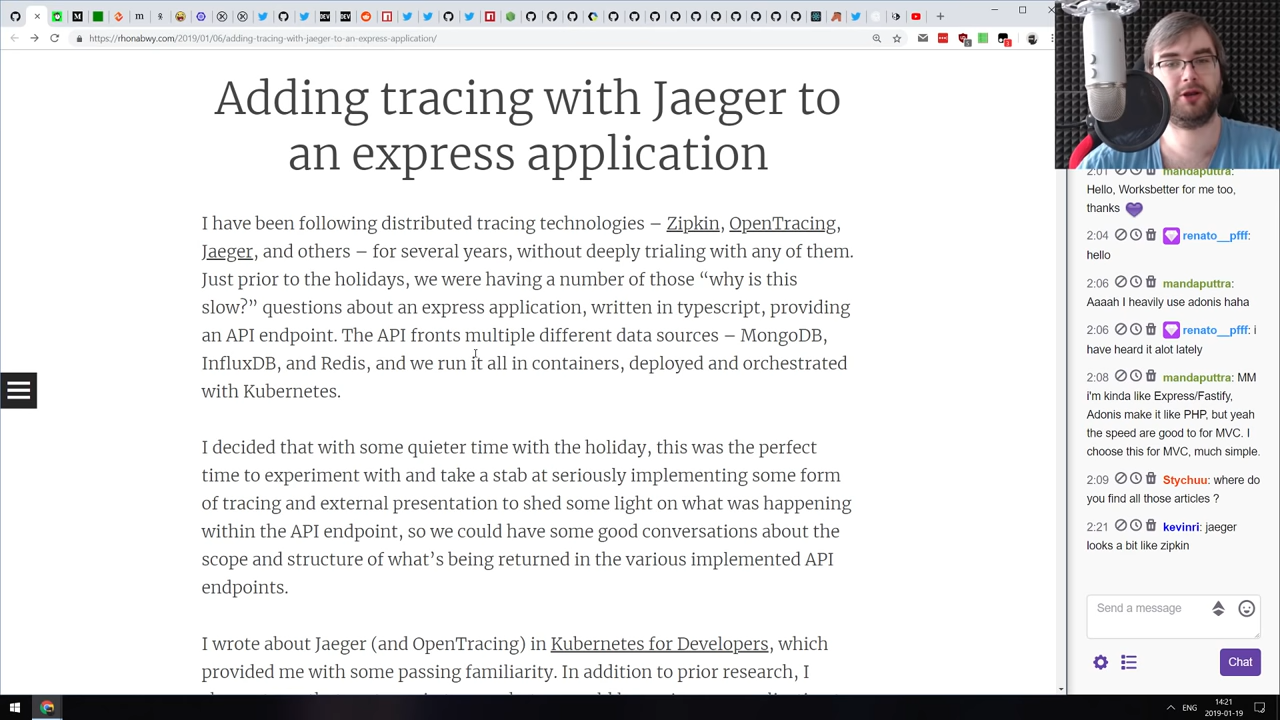 https://rhonabwy.com/2019/01/06/adding-tracing-with-jaeger-to-an-express-application/
Adding tracing with Jaeger to
an express application
I have been following distributed tracing technologies – Zipkin, OpenTracing,
Jaeger, and others – for several years, without deeply trialing with any of them.
Just prior to the holidays, we were having a number of those “why is this
slow?” questions about an express application, written in typescript, providing
an API endpoint. The API fronts multiple different data sources – MongoDB,
InfluxDB, and Redis, and we run it all in containers, deployed and orchestrated
with Kubernetes.
I decided that with some quieter time with the holiday, this was the perfect
time to experiment with and take a stab at seriously implementing some form
of tracing and external presentation to shed some light on what was happening
within the API endpoint, so we could have some good conversations about the
scope and structure of what’s being returned in the various implemented API
endpoints.
I wrote about Jaeger (and OpenTracing) in Kubernetes for Developers, which
provided me with some passing familiarity. In addition to prior research, I
2:01 mandaputtra:
Hello, Worksbetter for me too,
thanks
2:04 renato__pfff:
hello
2:06 mandaputtra:
Aaaah I heavily use adonis haha
2:06 renato__pfff: i
have heard it alot lately
2:08 mandaputtra: MM
i'm kinda like Express/Fastify,
Adonis make it like PHP, but yeah
the speed are good to for MVC. I
choose this for MVC, much simple.
2:09 Stychuu: where do
you find all those articles ?
2:21 kevinri: jaeger
looks a bit like zipkin
Send a message
Chat
ENG
14:21
2019-01-19